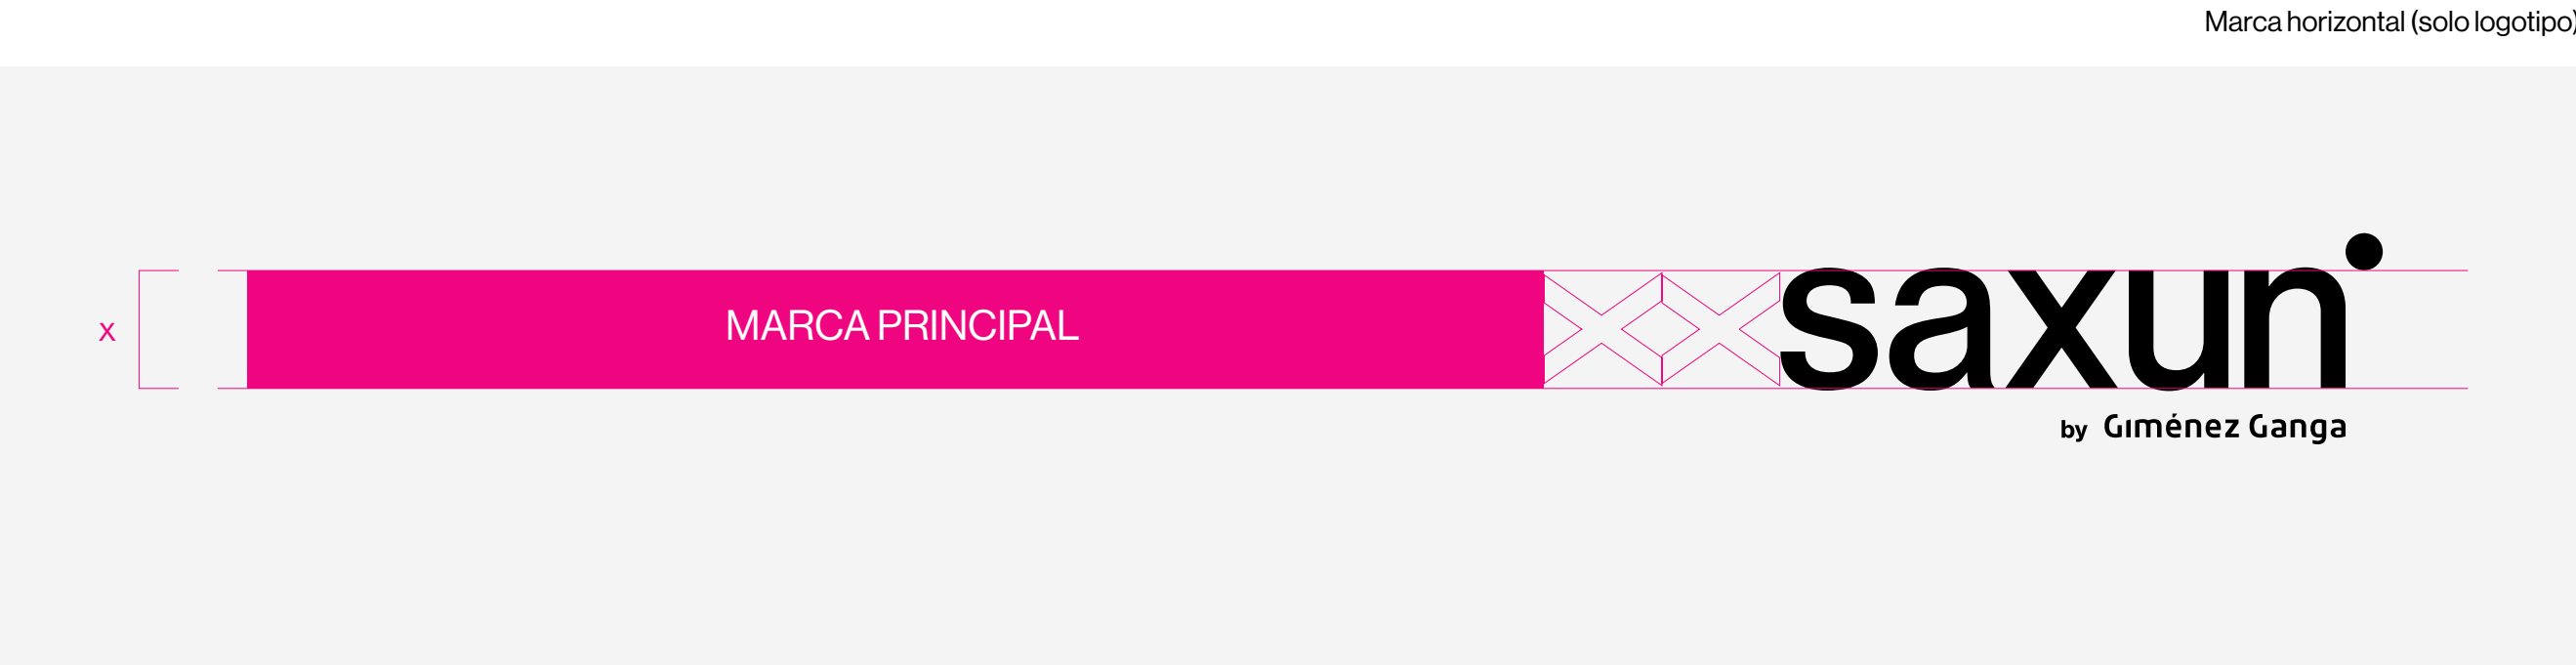 Marca horizontal (solo logotipo)
x
MARCA PRINCIPAL
saxun
by Giménez Ganga